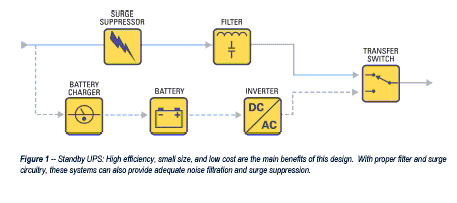 SURGE
SUPPRESSOR
FILTER
TRANSFER
SWITCH
BATTERY
CHARGER
BATTERY
INVERTER
DC
AC
Figure 1 -- Standby UPS: High efficiency, small size, and low cost are the main benefits of this design. With proper filter and surge
circuitry, these systems can also provide adequate noise filtration and surge suppression.